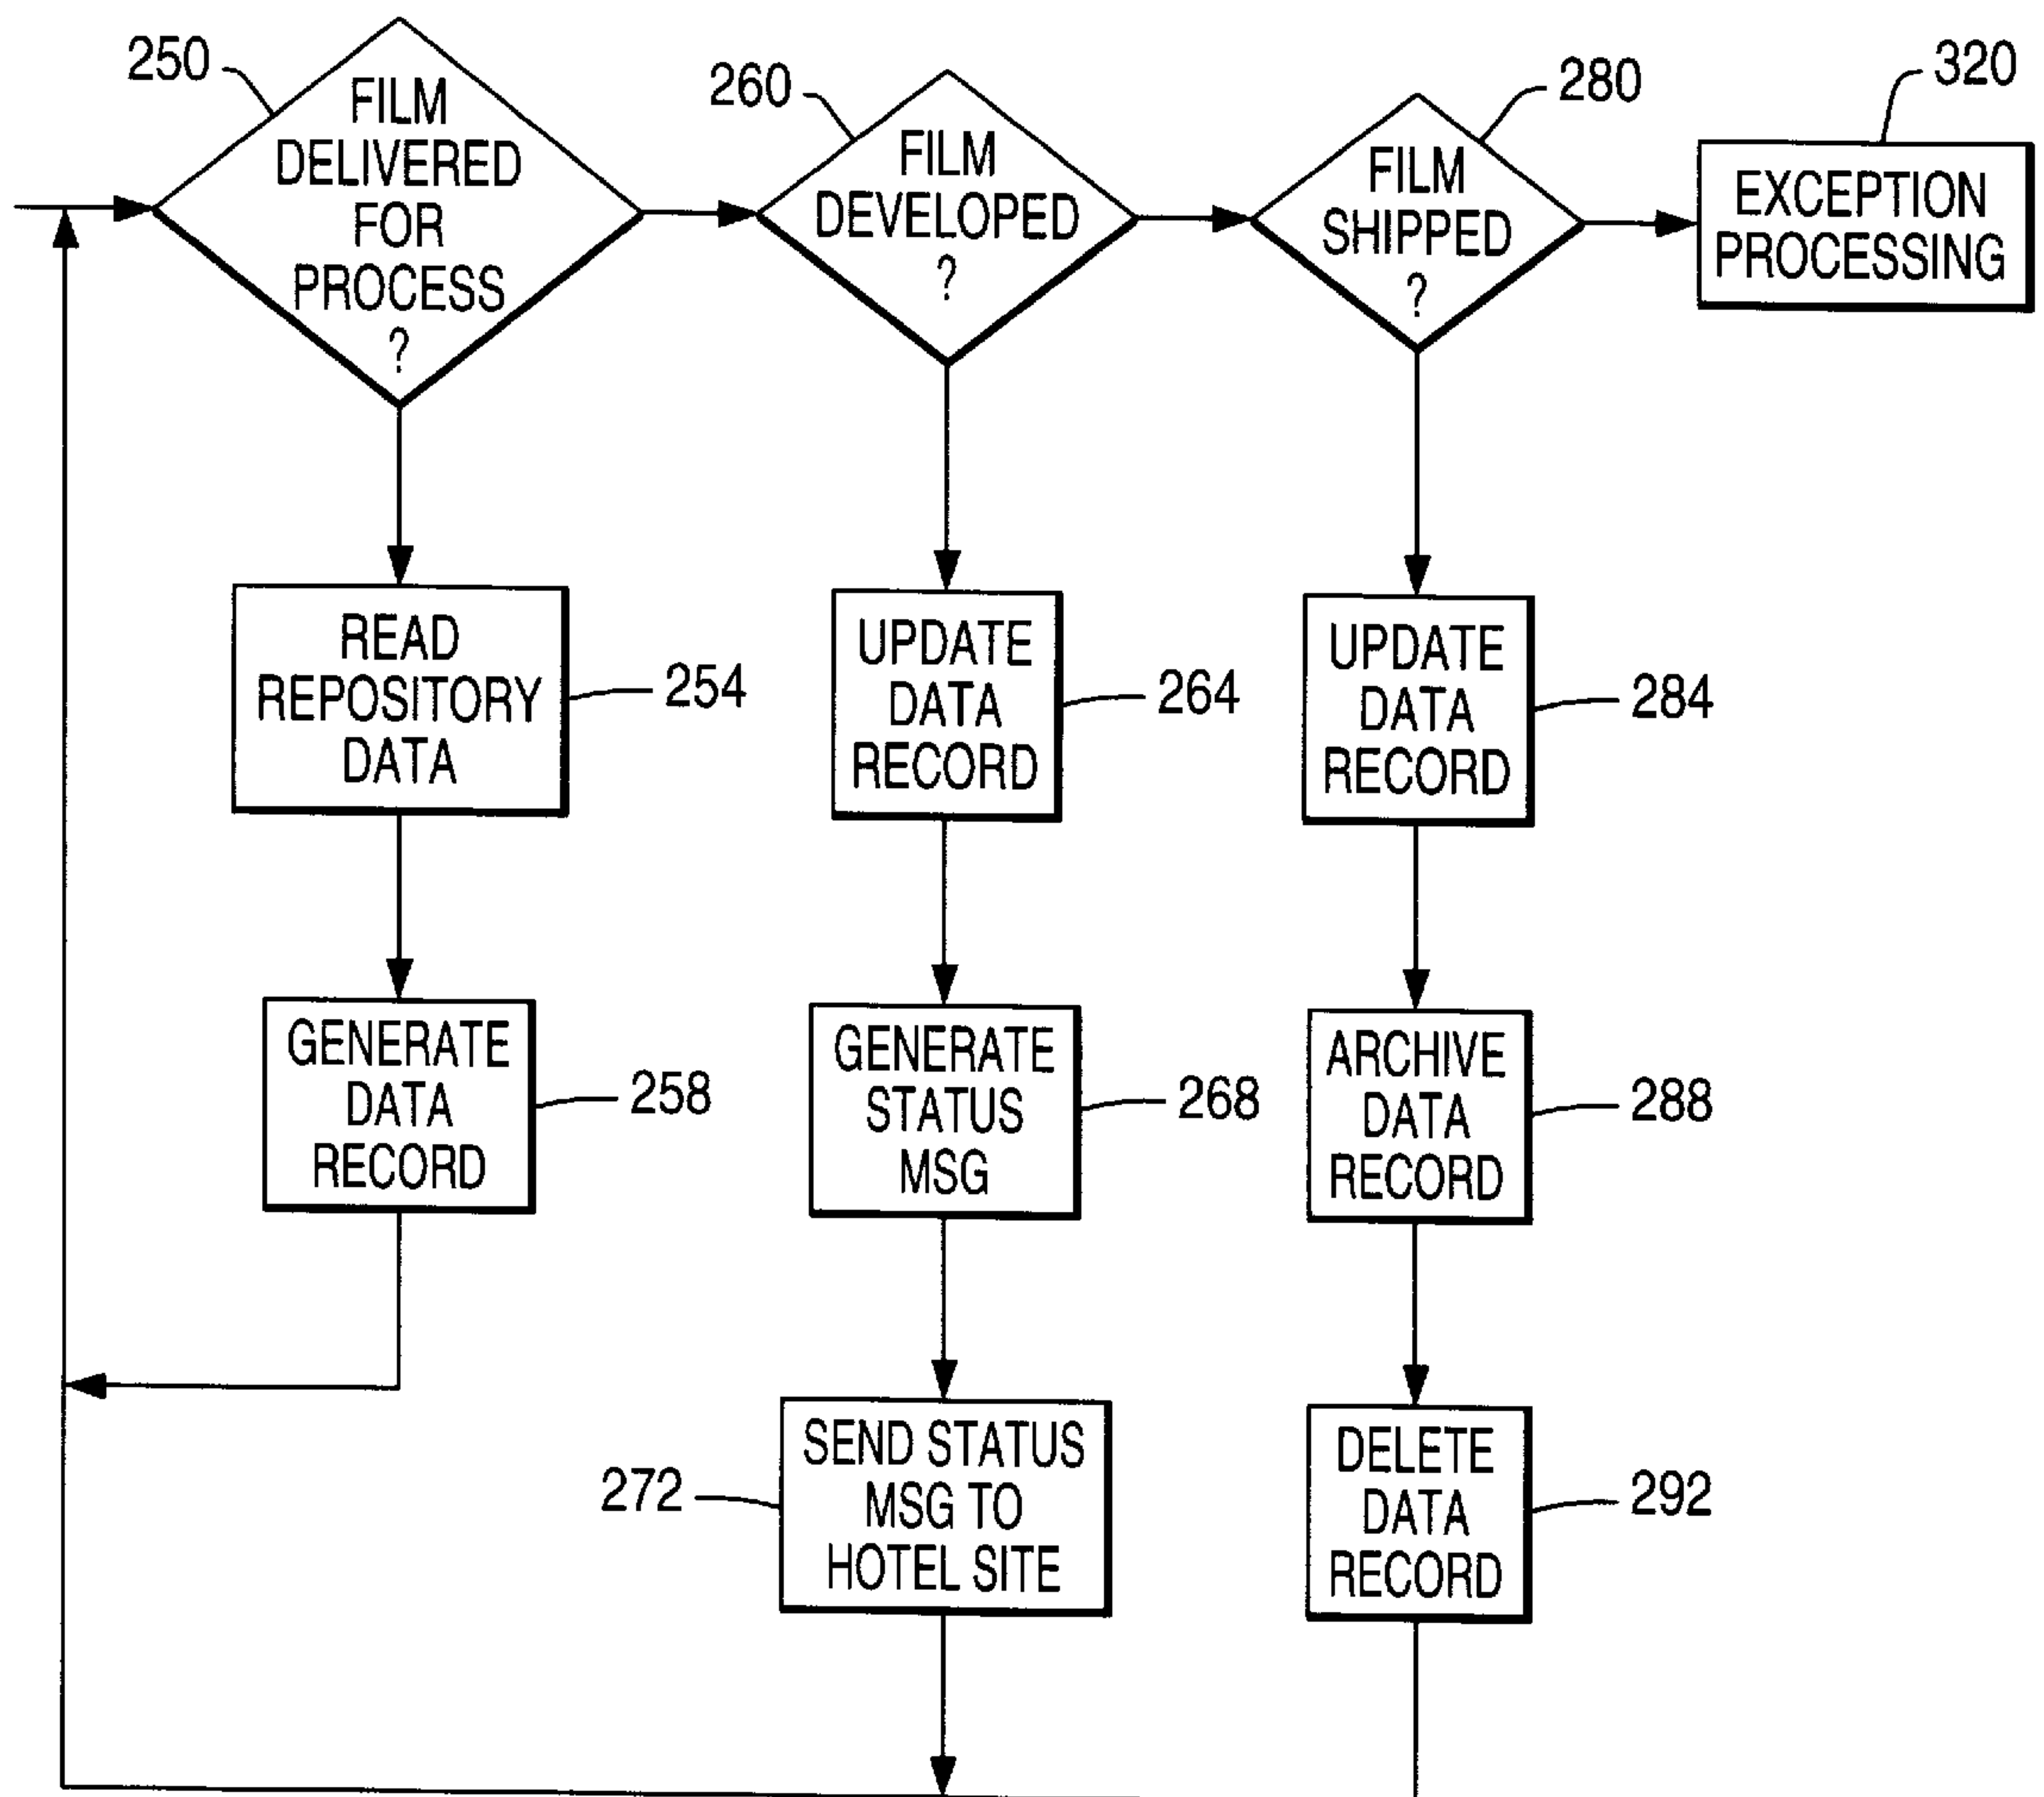 250
FILM
DELIVERED
FOR
PROCESS
?
260
FILM
DEVELOPED
?
280
FILM
SHIPPED
?
320
EXCEPTION
PROCESSING
READ
REPOSITORY
DATA
254
UPDATE
DATA
RECORD
264
UPDATE
DATA
RECORD
284
GENERATE
DATA
RECORD
258
GENERATE
STATUS
MSG
268
ARCHIVE
DATA
RECORD
288
272
SEND STATUS
MSG TO
HOTEL SITE
DELETE
DATA
RECORD
292